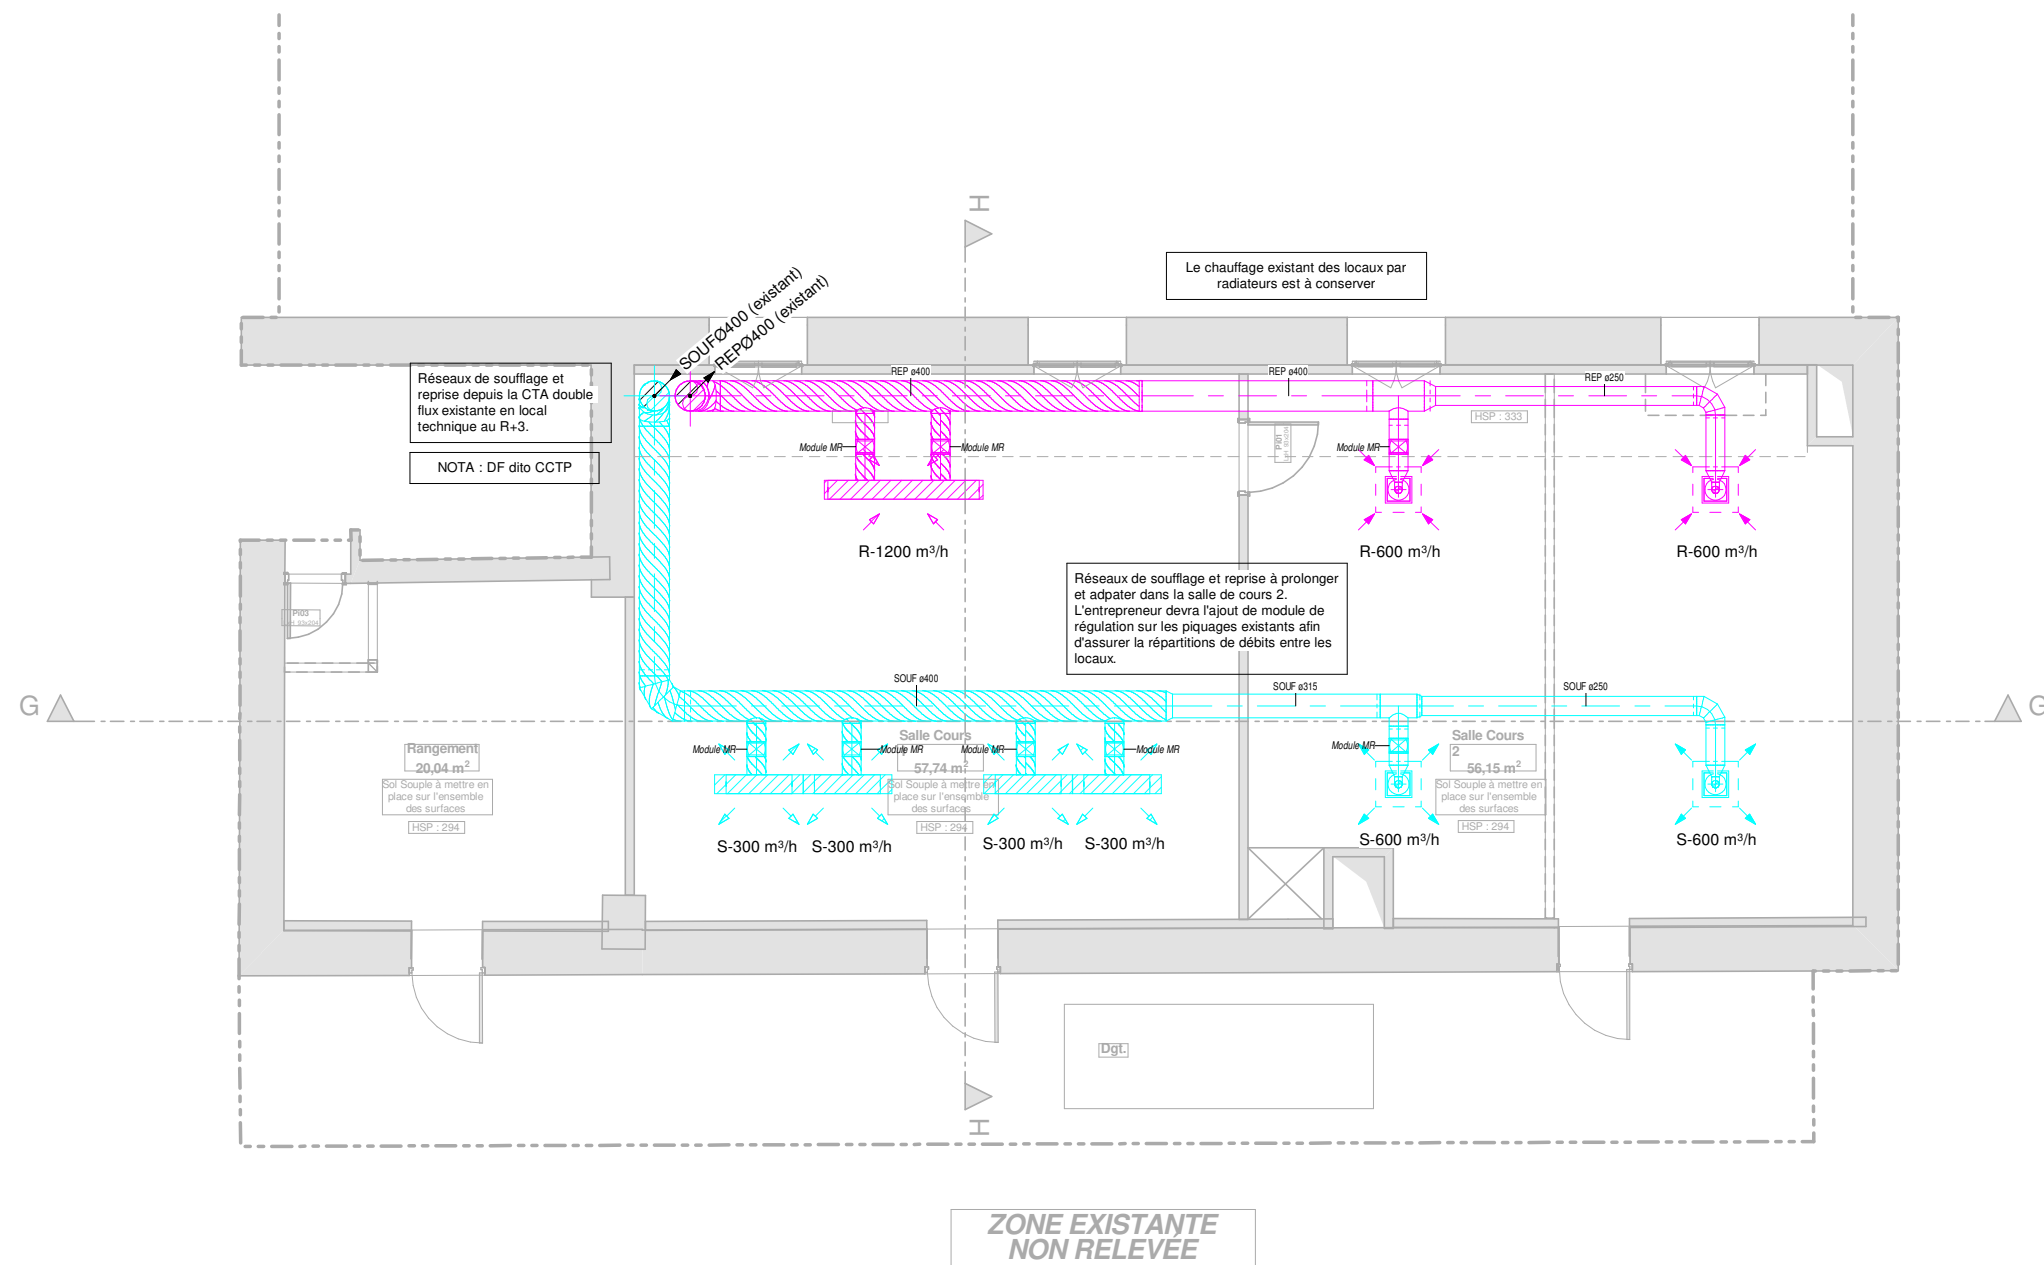 H
Le chauffage existant des locaux par
radiateurs est à conserver
SOUFØ400 (existant)
REPØ400 (existant)
Réseaux de soufflage et
reprise depuis la CTA double
flux existante en local
technique au R+3.
NOTA : DF dito CCTP
REP ø400
REP ø400
REP ø250
HSP : 333
Module MR
Module MR
Module MR
PI01
R-1200 m³/h
R-600 m³/h
R-600 m³/h
Réseaux de soufflage et reprise à prolonger
et adpater dans la salle de cours 2.
L'entrepreneur devra l'ajout de module de
régulation sur les piquages existants afin
d'assurer la répartitions de débits entre les
locaux.
PI03
SOUF ø400
SOUF ø315
SOUF ø250
G
G
Module MR
Module MR
Module MR
Module MR
Module MR
Rangement
20,04 m²
Sol Souple à mettre en
place sur l'ensemble
des surfaces
HSP : 294
Salle Cours
57,74 m²
Sol Souple à mettre en
place sur l'ensemble
des surfaces
HSP : 294
Salle Cours
2
56,15 m²
Sol Souple à mettre en
place sur l'ensemble
des surfaces
HSP : 294
S-300 m³/h
S-300 m³/h
S-300 m³/h
S-300 m³/h
S-600 m³/h
S-600 m³/h
Dgt.
H
ZONE EXISTANTE
NON RELEVÉE